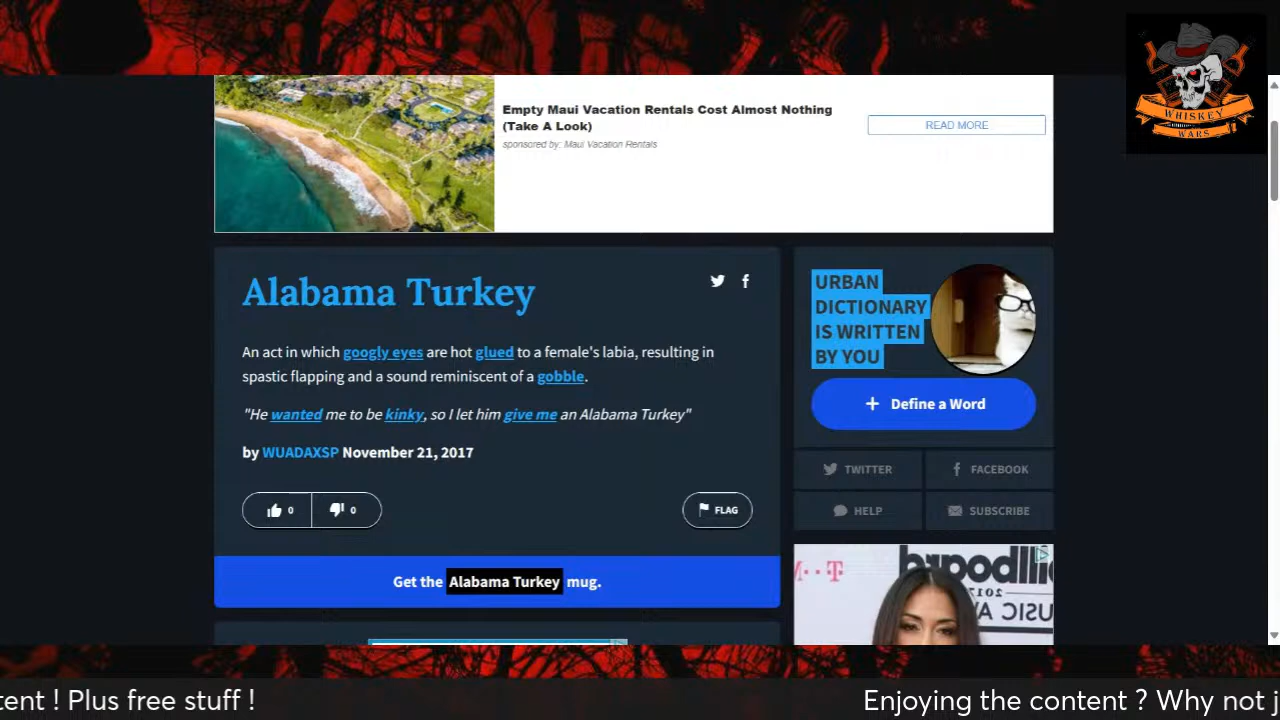 Empty Maui Vacation Rentals Cost Almost Nothing
(Take A Look)
sponsored by: Maui Vacation Rentals
READ MORE
WHISKEY
WARS
Alabama Turkey
An act in which googly eyes are hot glued to a female's labia, resulting in
spastic flapping and a sound reminiscent of a gobble.
"He wanted me to be kinky, so I let him give me an Alabama Turkey"
by WUADAXSP November 21, 2017
0
0
FLAG
Get the Alabama Turkey mug.
URBAN
DICTIONARY
IS WRITTEN
BY YOU
+ Define a Word
TWITTER
FACEBOOK
HELP
SUBSCRIBE
tent ! Plus free stuff !
Enjoying the content ? Why not j